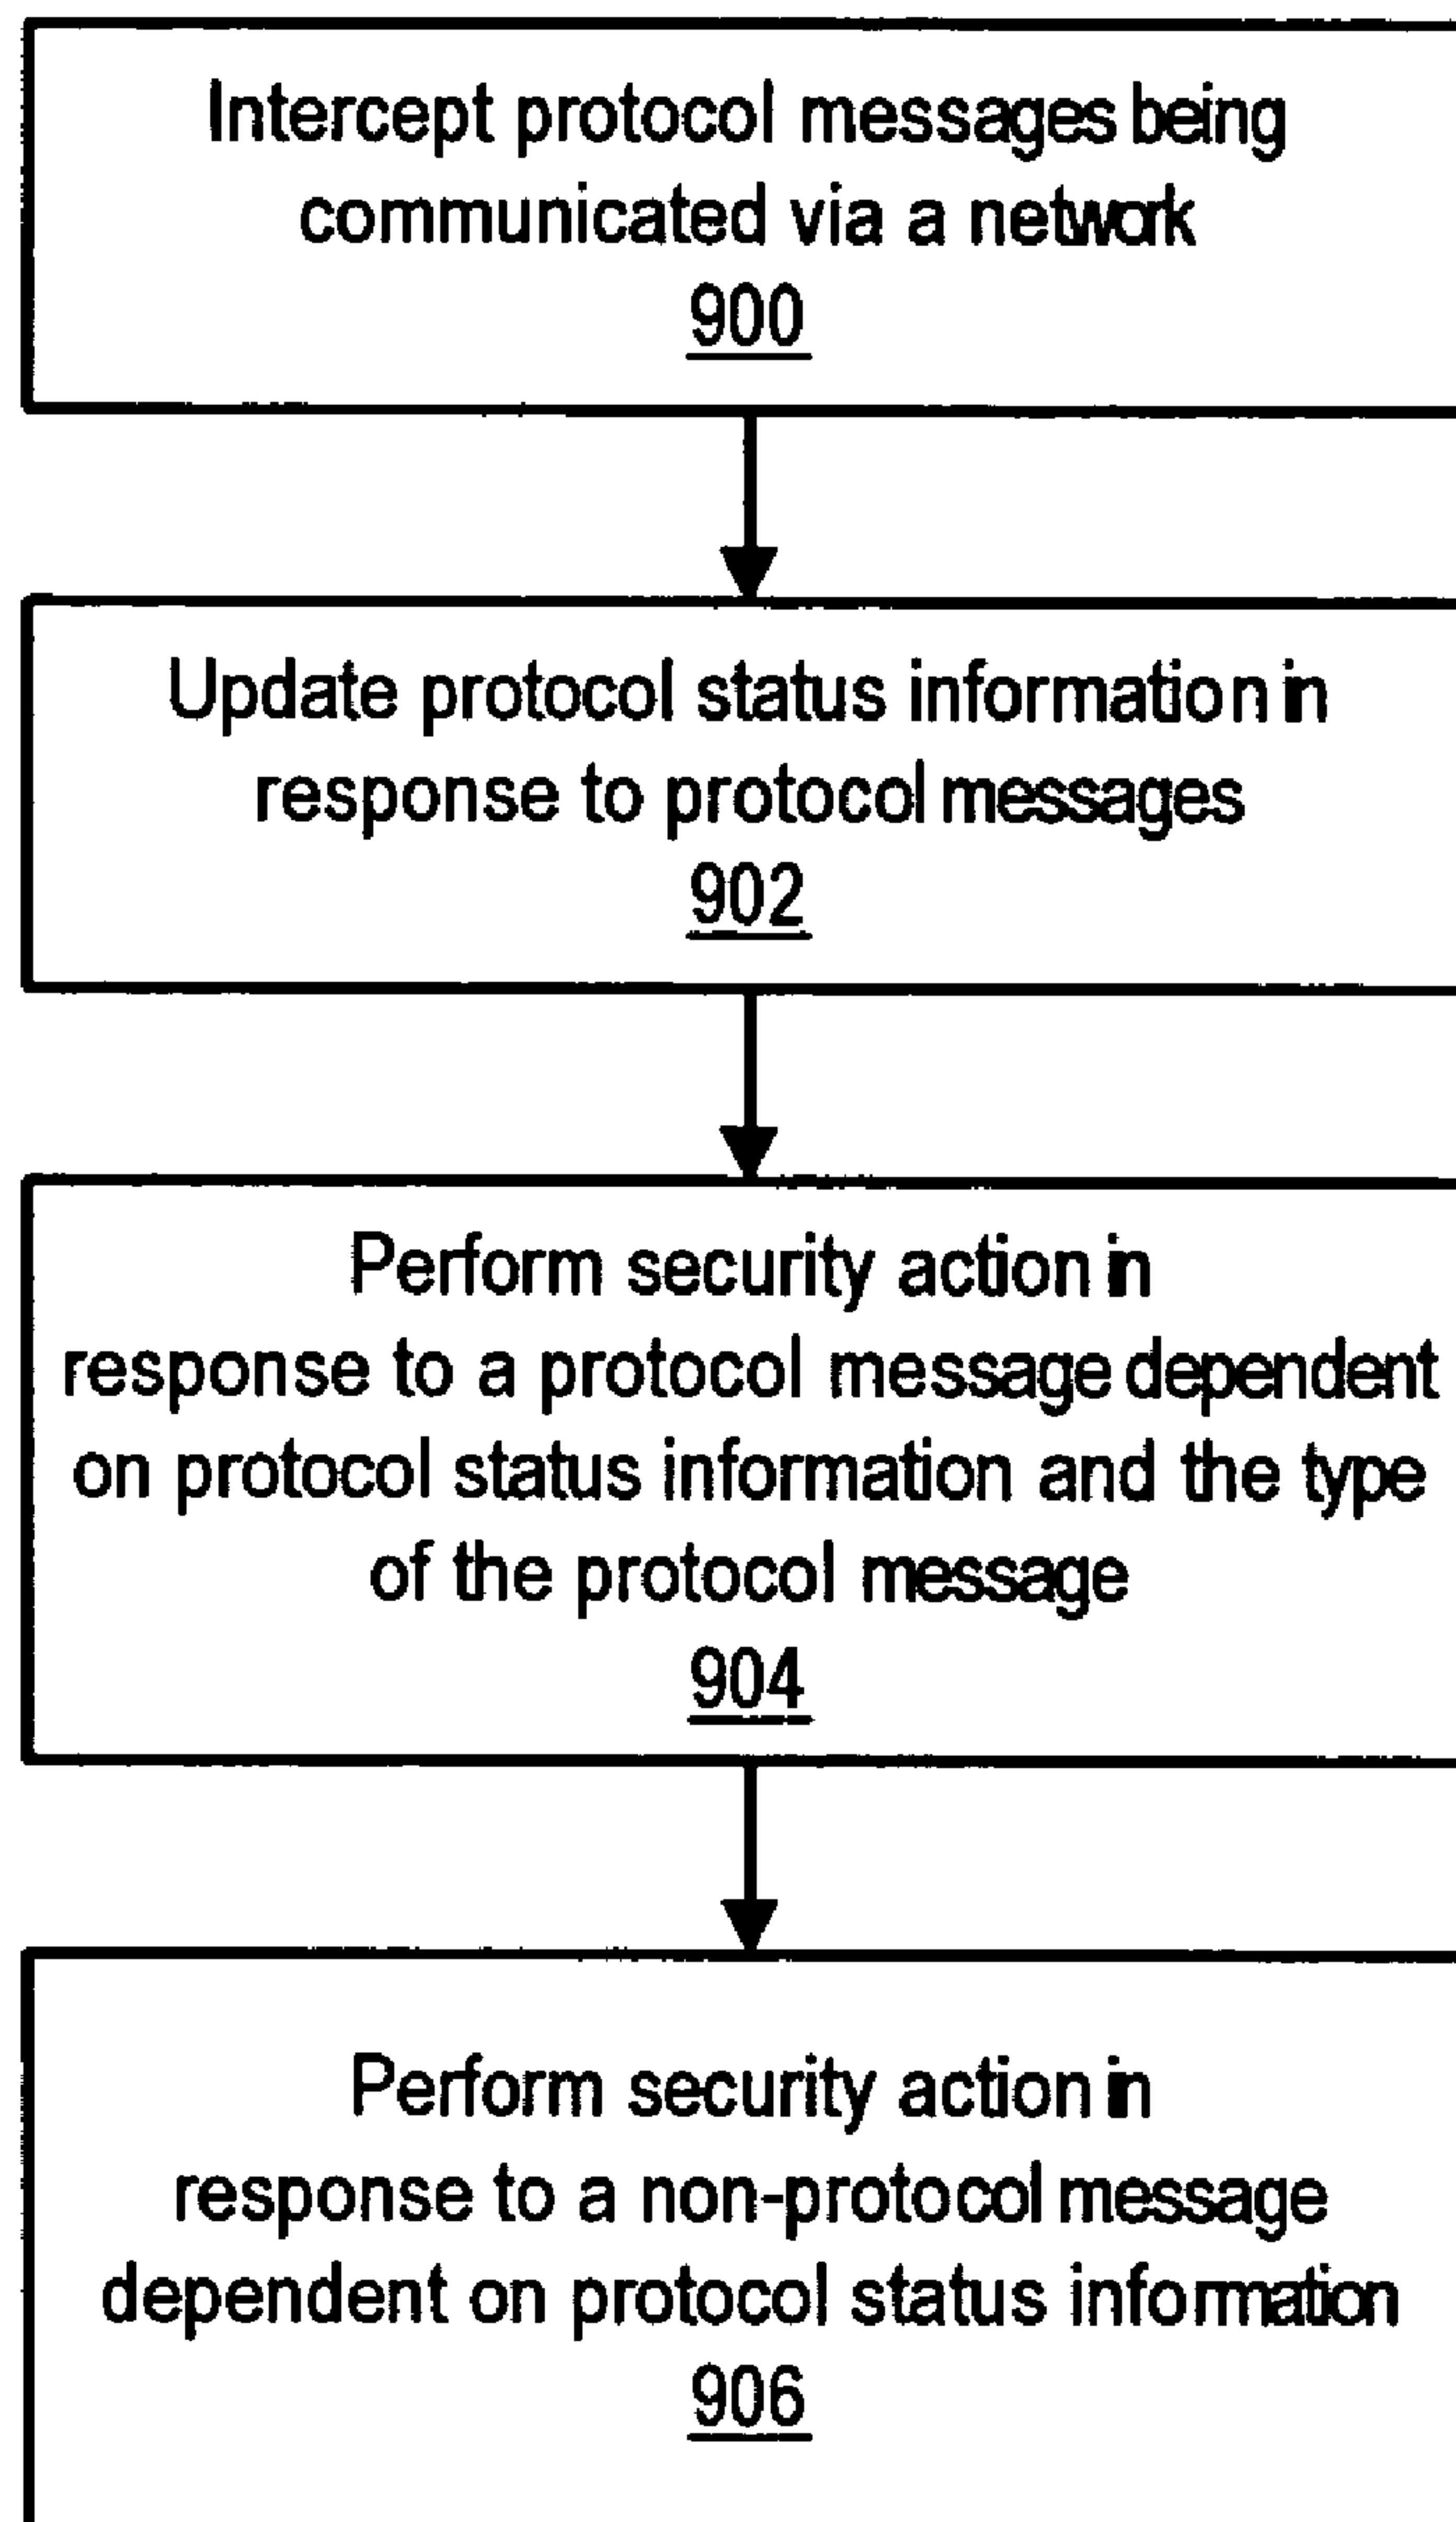 Intercept protocol messages being
communicated via a network
900
Update protocol status information in
response to protocol messages
902
Perform security action in
response to a protocol message dependent
on protocol status information and the type
of the protocol message
904
Perform security action in
response to a non-protocol message
dependent on protocol status information
906